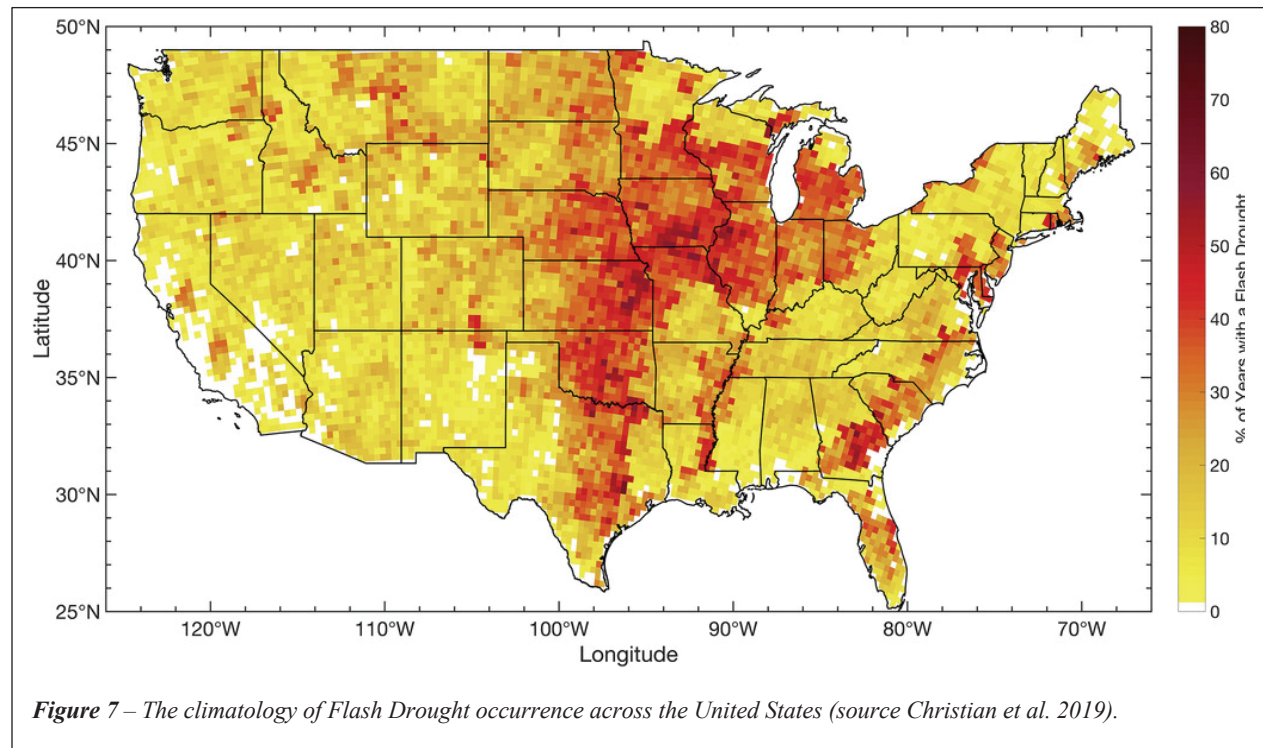 50°N
45°N
40°N
35°N
30°N
25°N
Latitude
120°W 110°W 100°W 90°W 80°W 70°W
Longitude
80
70
60
50
40
30
20
10
0
% of Years with a Flash Drought
Figure 7 – The climatology of Flash Drought occurrence across the United States (source Christian et al. 2019).